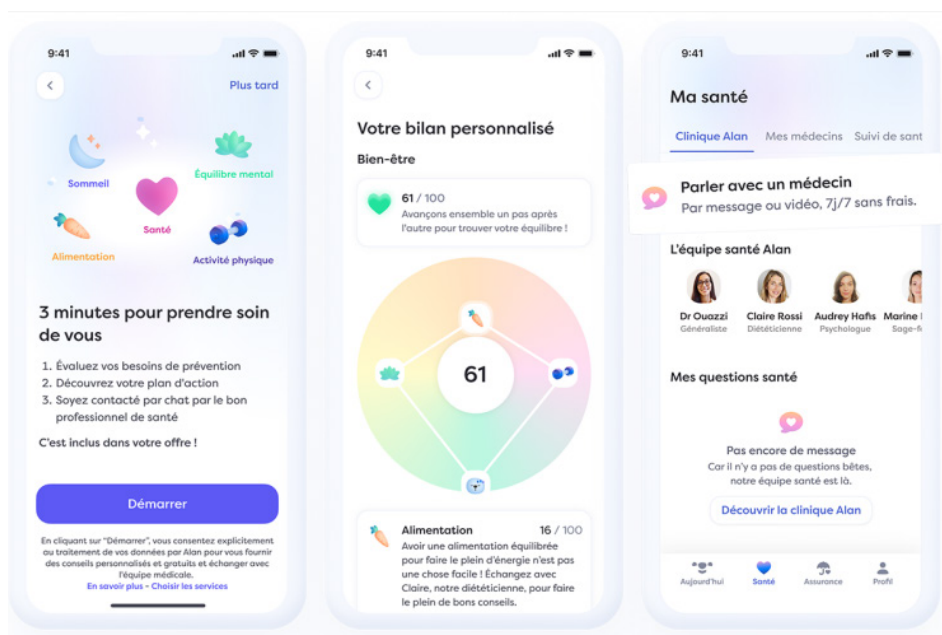 9:41
Plus tard
Sommeil
Équilibre mental
Santé
Alimentation
Activité physique
3 minutes pour prendre soin
de vous
1. Évaluez vos besoins de prévention
2. Découvrez votre plan d'action
3. Soyez contacté par chat par le bon
professionnel de santé
C'est inclus dans votre offre !
Démarrer
En cliquant sur "Démarrer", vous consentez explicitement
au traitement de vos données par Alan pour vous fournir
des conseils personnalisés et gratuits et échanger avec
l'équipe médicale.
En savoir plus - Choisir les services
9:41
Votre bilan personnalisé
Bien-être
61 / 100
Avançons ensemble un pas après
l'autre pour trouver votre équilibre !
61
Alimentation 16 / 100
Avoir une alimentation équilibrée
pour faire le plein d'énergie n'est pas
une chose facile ! Échangez avec
Claire, notre diététicienne, pour faire
le plein de bons conseils.
9:41
Ma santé
Clinique Alan Mes médecins Suivi de sant
Parler avec un médecin
Par message ou vidéo, 7j/7 sans frais.
L'équipe santé Alan
Dr Ouazzi Claire Rossi Audrey Hafis Marine
Généraliste Diététicienne Psychologue Sage-f
Mes questions santé
Pas encore de message
Car il n'y a pas de questions bêtes,
notre équipe santé est là.
Découvrir la clinique Alan
Aujourd'hui Santé Assurance Profil